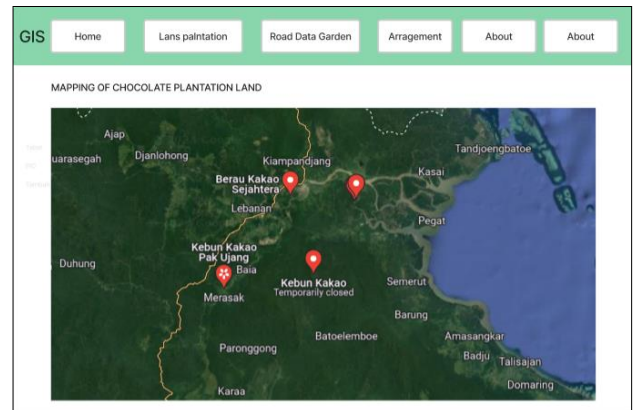 GIS
Home
Lans palntation
Road Data Garden
Arragement
About
About
MAPPING OF CHOCOLATE PLANTATION LAND
Ajap
uarasegah
Djanlohong
Kiampandjang
Tandjoengbatoe
Kasai
Berau Kakao
Sejahtera
Lebanan
Pegat
Kebun Kakao
Pak Ujang
Baia
Duhung
Kebun Kakao
Temporarily closed
Semerut
Merasak
Barung
Batoelemboe
Amasangkar
Paronggong
Badju
Talisajan
Domaring
Karaa